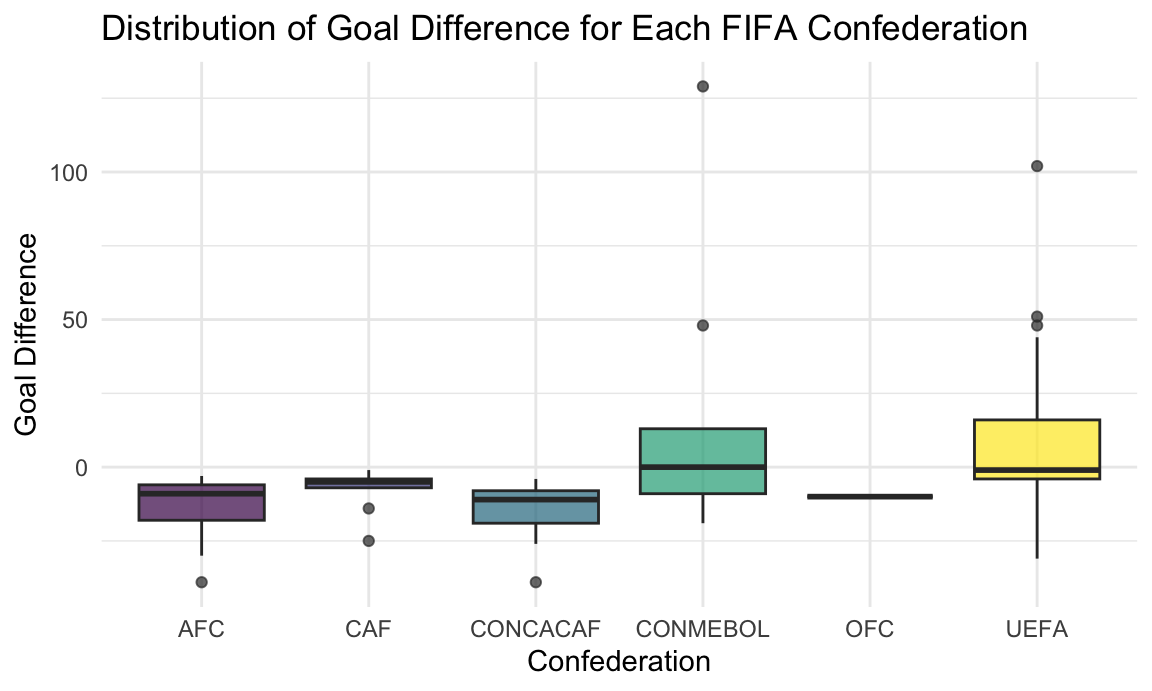 Distribution of Goal Difference for Each FIFA Confederation
Goal Difference
100
50
0
AFC CAF CONCACAF CONMEBOL OFC UEFA
Confederation